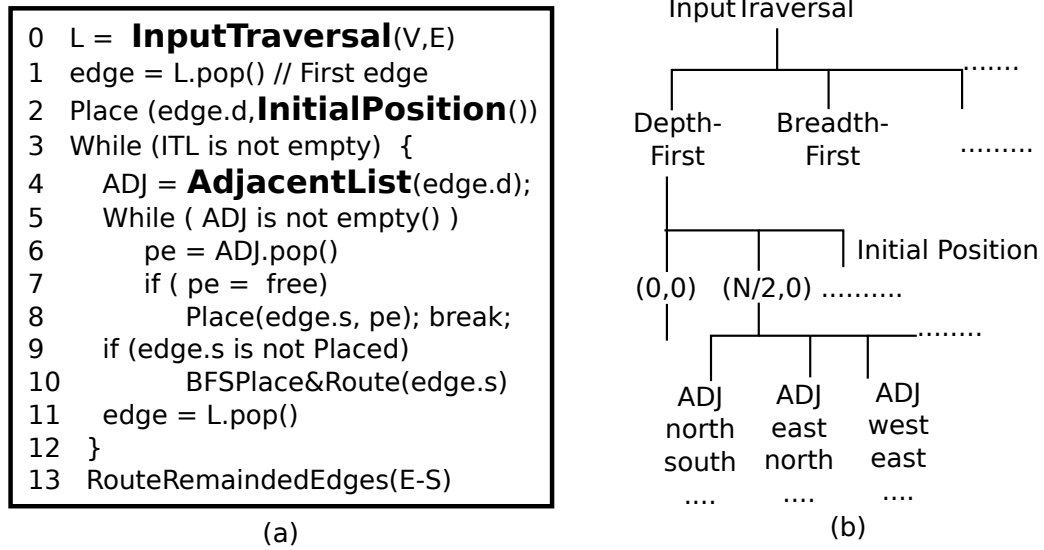 0 L = InputTraversal(V,E)
1 edge = L.pop() // First edge
2 Place (edge.d,InitialPosition())
3 While (ITL is not empty) {
4 ADJ = AdjacentList(edge.d);
5 While ( ADJ is not empty() )
6 pe = ADJ.pop()
7 if ( pe = free)
8 Place(edge.s, pe); break;
9 if (edge.s is not Placed)
10 BFSPlace&Route(edge.s)
11 edge = L.pop()
12 }
13 RouteRemaindedEdges(E-S)
(a)
InputTraversal
.......
Depth-
First
Breadth-
First
.........
Initial Position
(0,0) (N/2,0) ..........
........
ADJ
north
south
....
ADJ
east
north
....
ADJ
west
east
....
(b)